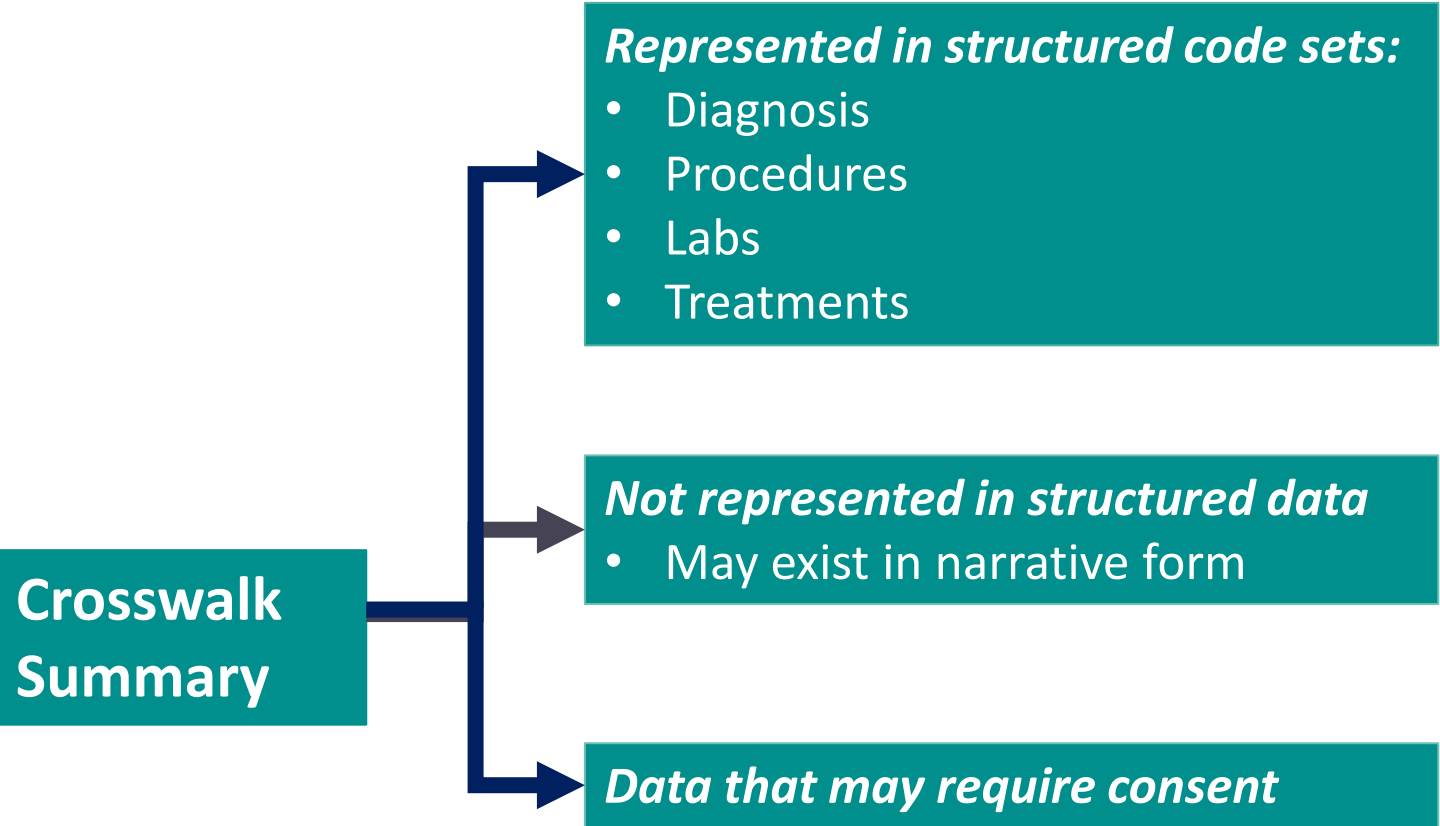 Represented in structured code sets:
• Diagnosis
• Procedures
• Labs
• Treatments
Not represented in structured data
• May exist in narrative form
Crosswalk
Summary
Data that may require consent